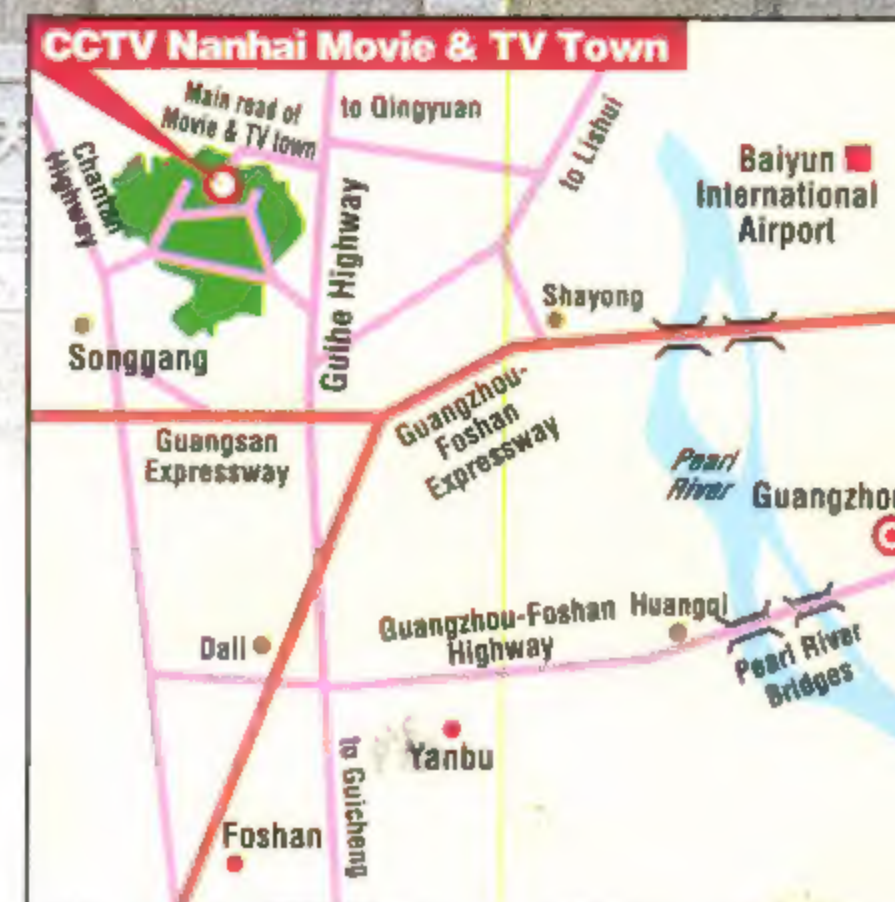 CCTV Nanhai Movie & TV Town
Main read of
Movie & TV town
to Qingyuan
to Lishui
Chantan
Highway
Baiyun
International
Airport
Guihe Highway
Shayong
Songgang
Guangsan
Expressway
Guangzhou-
Foshan
Expressway
Pearl
River
Guangzhou
Guangzhou-Foshan
Highway
Huangqi
Dali
Pearl River
Bridges
Yanbu
to Guicheng
Foshan